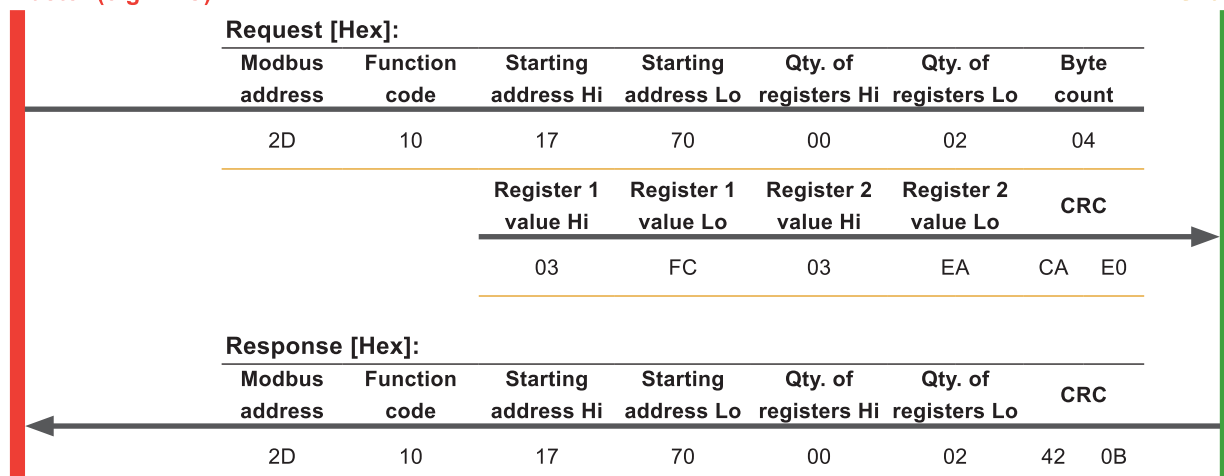 Request [Hex]:
Modbus address Function code Starting address Hi Starting address Lo Qty. of registers Hi Qty. of registers Lo Byte count
2D 10 17 70 00 02 04
Register 1 value Hi Register 1 value Lo Register 2 value Hi Register 2 value Lo CRC
03 FC 03 EA CA E0
Response [Hex]:
Modbus address Function code Starting address Hi Starting address Lo Qty. of registers Hi Qty. of registers Lo CRC
2D 10 17 70 00 02 42 0B